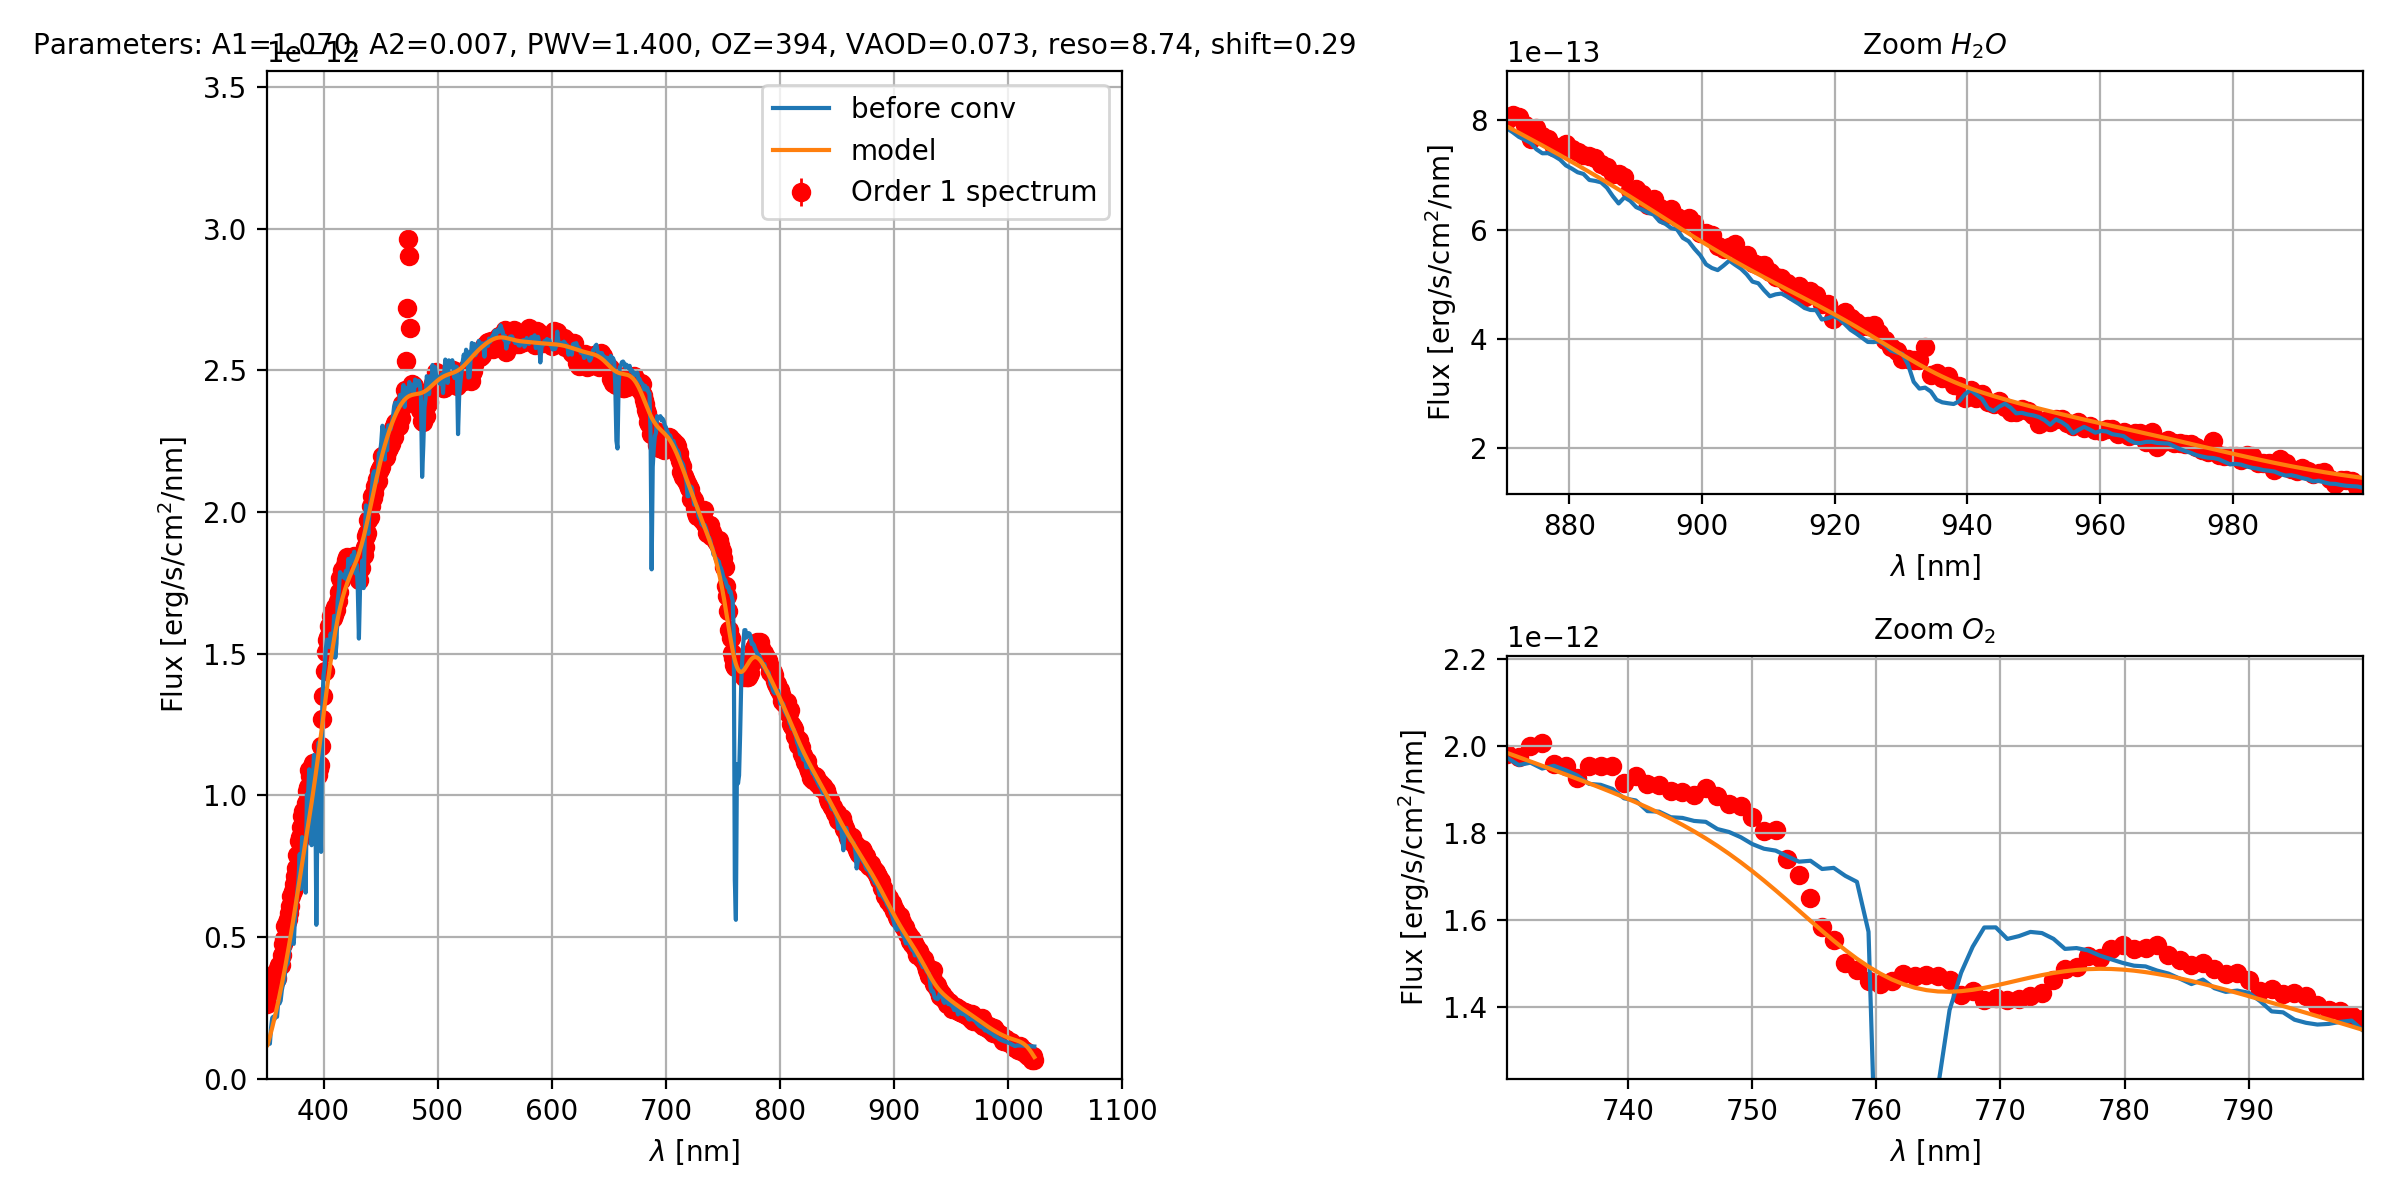 Parameters: A1=1.070, A2=0.007, PWV=1.400, OZ=394, VAOD=0.073, reso=8.74, shift=0.29
1e−12
3.5
3.0
2.5
2.0
1.5
1.0
0.5
0.0
Flux [erg/s/cm²/nm]
before conv
model
Order 1 spectrum
400 500 600 700 800 900 1000 1100
λ [nm]
Zoom H₂O
1e−13
8
6
4
2
Flux [erg/s/cm²/nm]
880 900 920 940 960 980
λ [nm]
Zoom O₂
1e−12
2.2
2.0
1.8
1.6
1.4
Flux [erg/s/cm²/nm]
740 750 760 770 780 790
λ [nm]